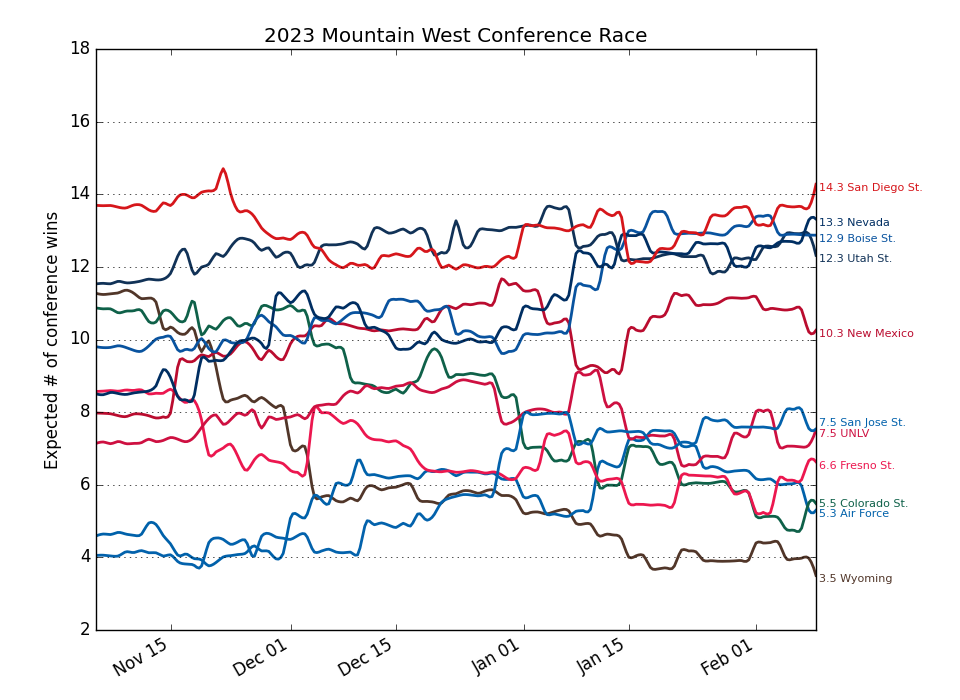 2023 Mountain West Conference Race
Expected # of conference wins
18
16
14
12
10
8
6
4
2
Nov 15
Dec 01
Dec 15
Jan 01
Jan 15
Feb 01
14.3 San Diego St.
13.3 Nevada
12.9 Boise St.
12.3 Utah St.
10.3 New Mexico
7.5 San Jose St.
7.5 UNLV
6.6 Fresno St.
5.5 Colorado St.
5.3 Air Force
3.5 Wyoming